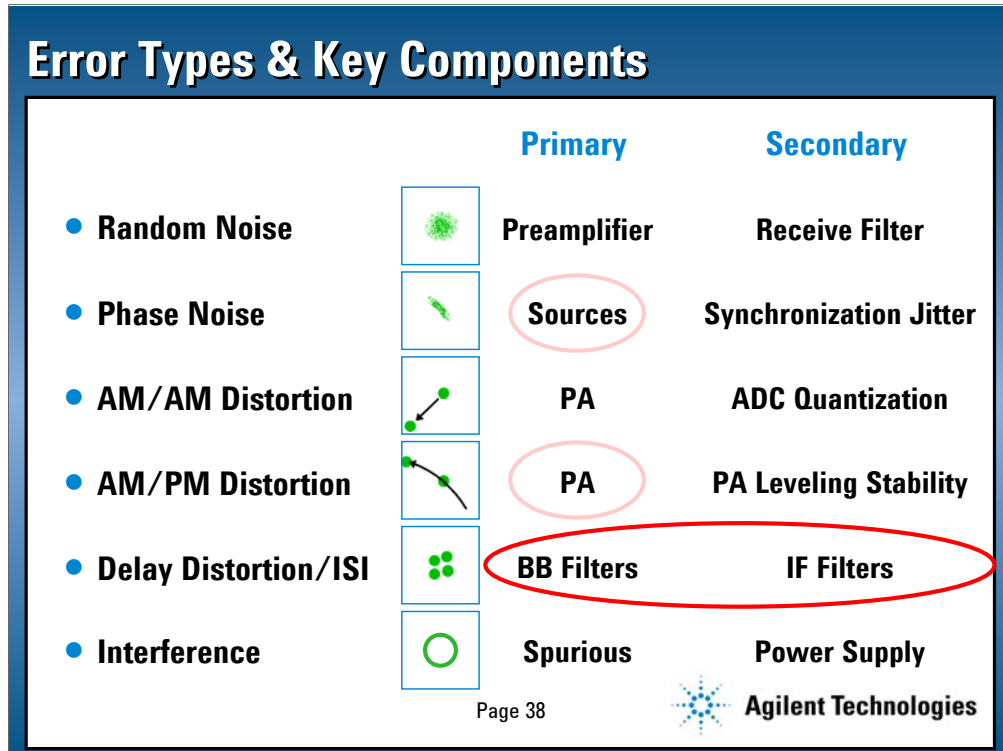 Error Types & Key Components
Primary Secondary
• Random Noise Preamplifier Receive Filter
• Phase Noise Sources Synchronization Jitter
• AM/AM Distortion PA ADC Quantization
• AM/PM Distortion PA PA Leveling Stability
• Delay Distortion/ISI BB Filters IF Filters
• Interference Spurious Power Supply
Page 38 Agilent Technologies